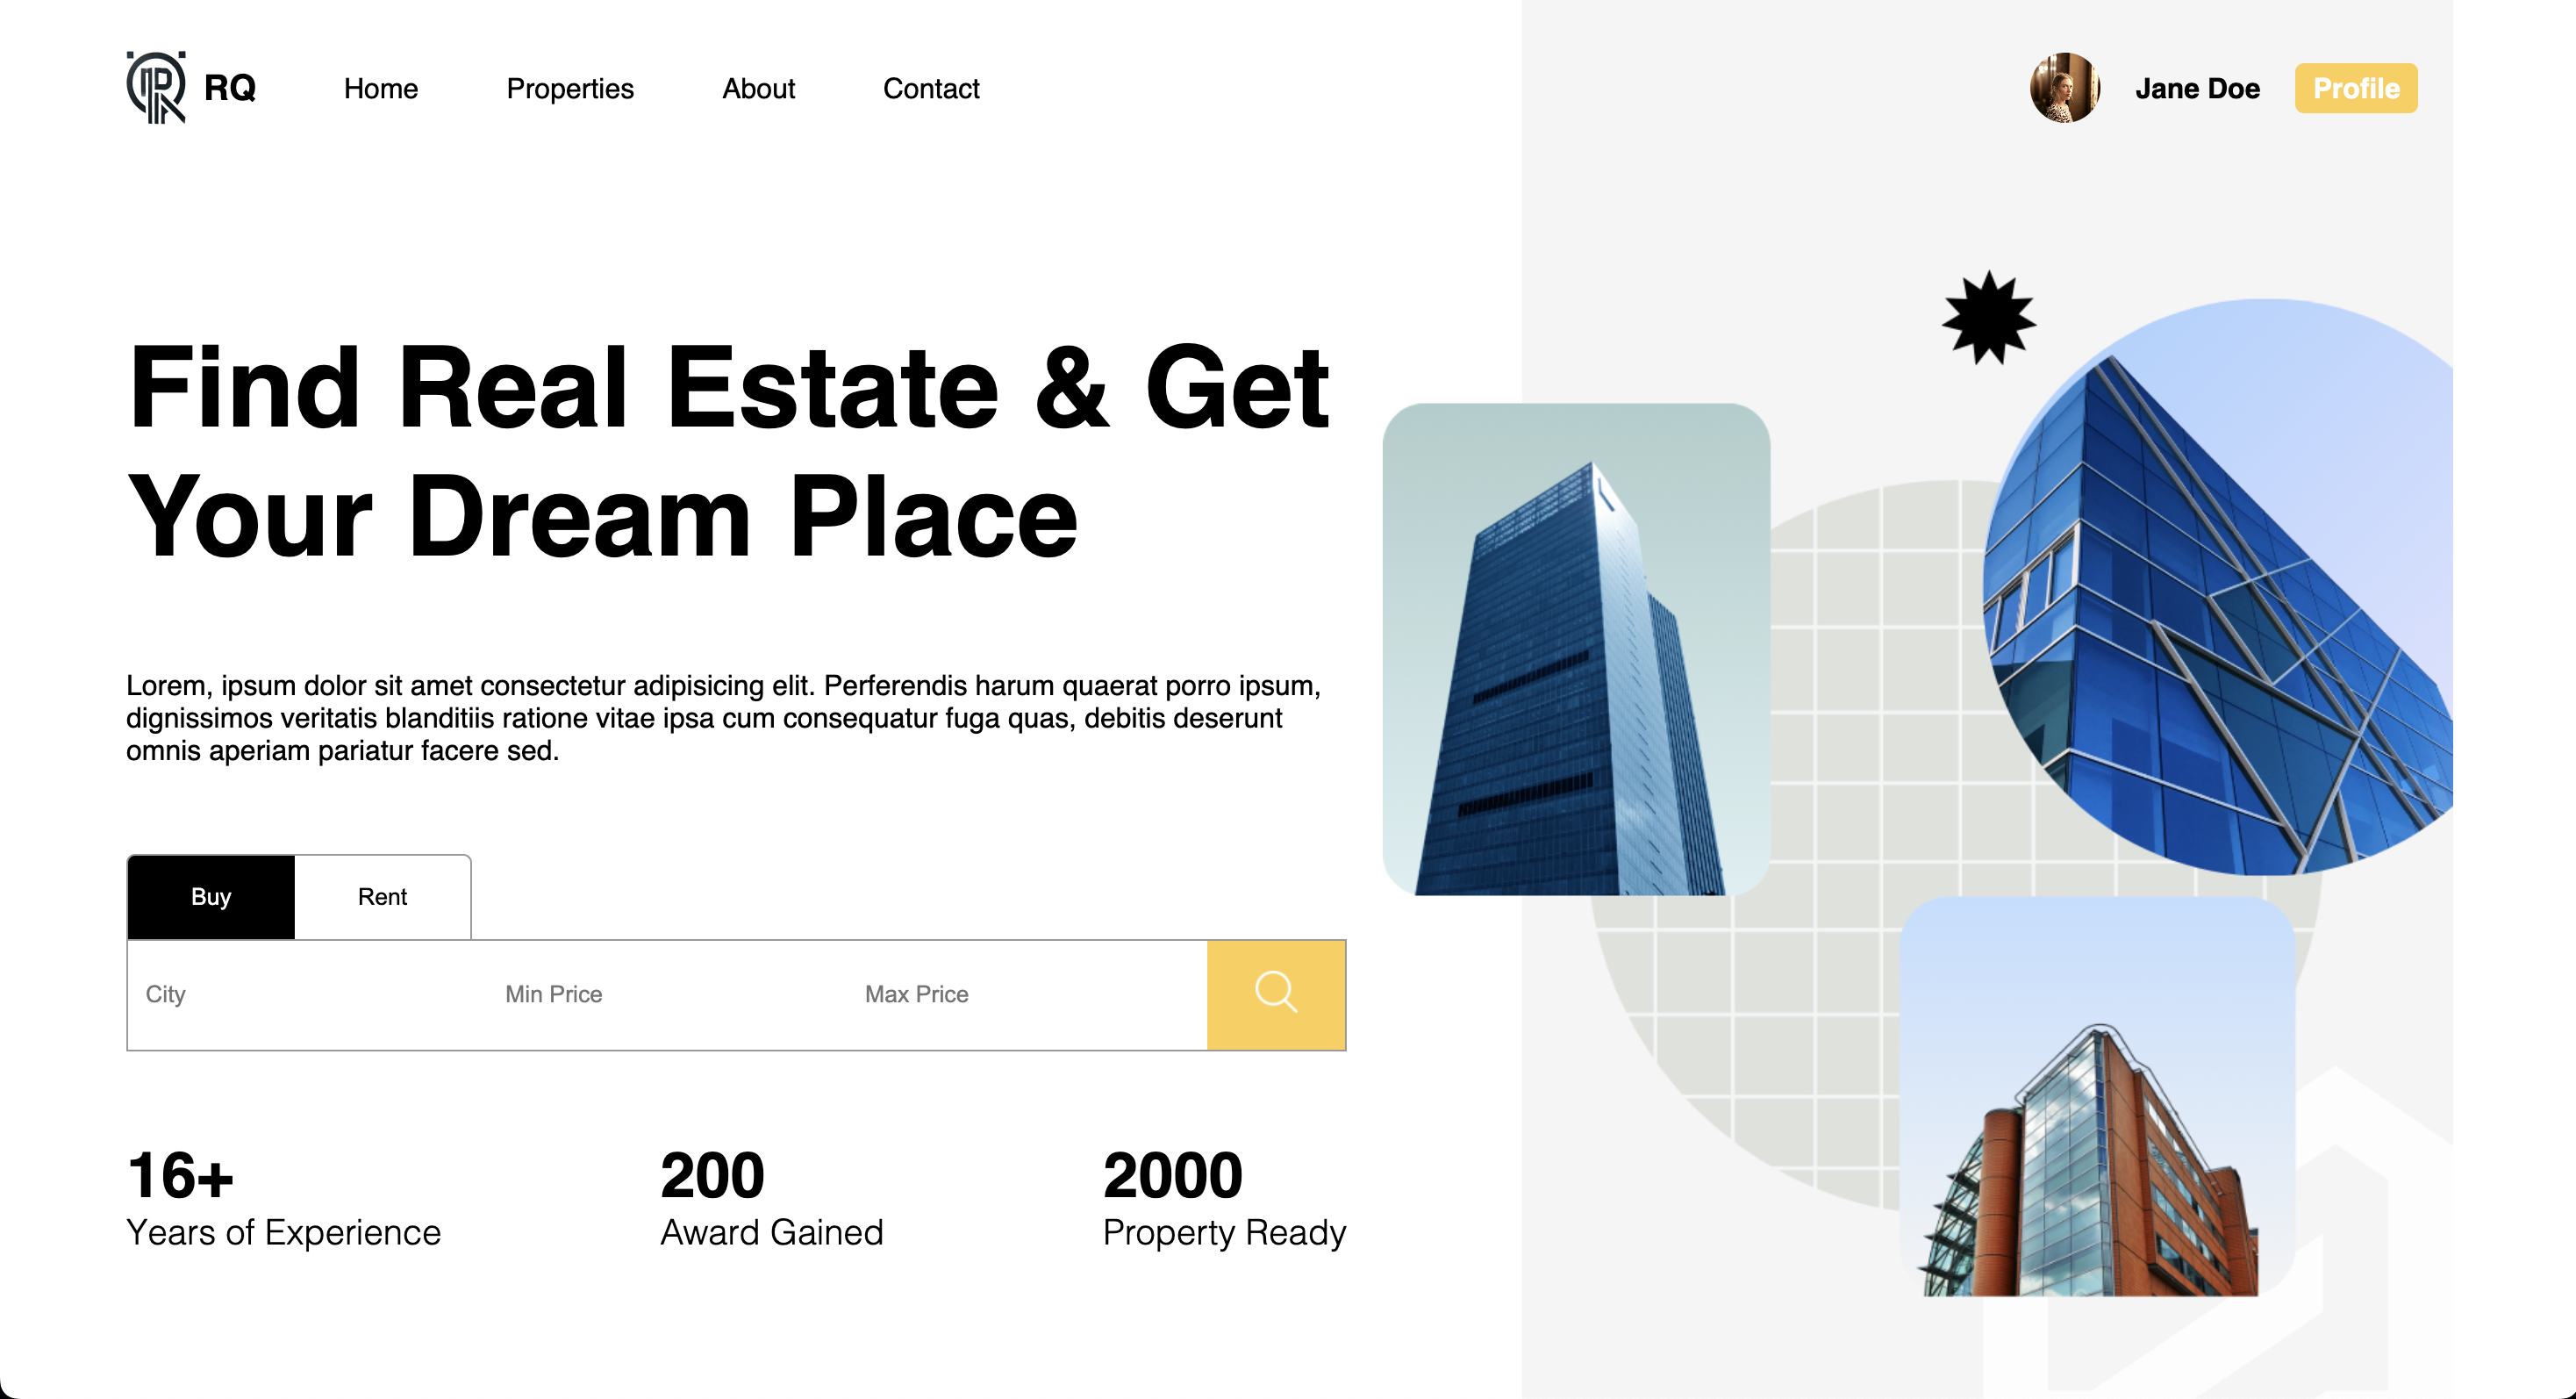 RQ
Home
Properties
About
Contact
Jane Doe
Profile
Find Real Estate & Get
Your Dream Place
Lorem, ipsum dolor sit amet consectetur adipisicing elit. Perferendis harum quaerat porro ipsum,
dignissimos veritatis blanditiis ratione vitae ipsa cum consequatur fuga quas, debitis deserunt
omnis aperiam pariatur facere sed.
Buy
Rent
City
Min Price
Max Price
16+
Years of Experience
200
Award Gained
2000
Property Ready